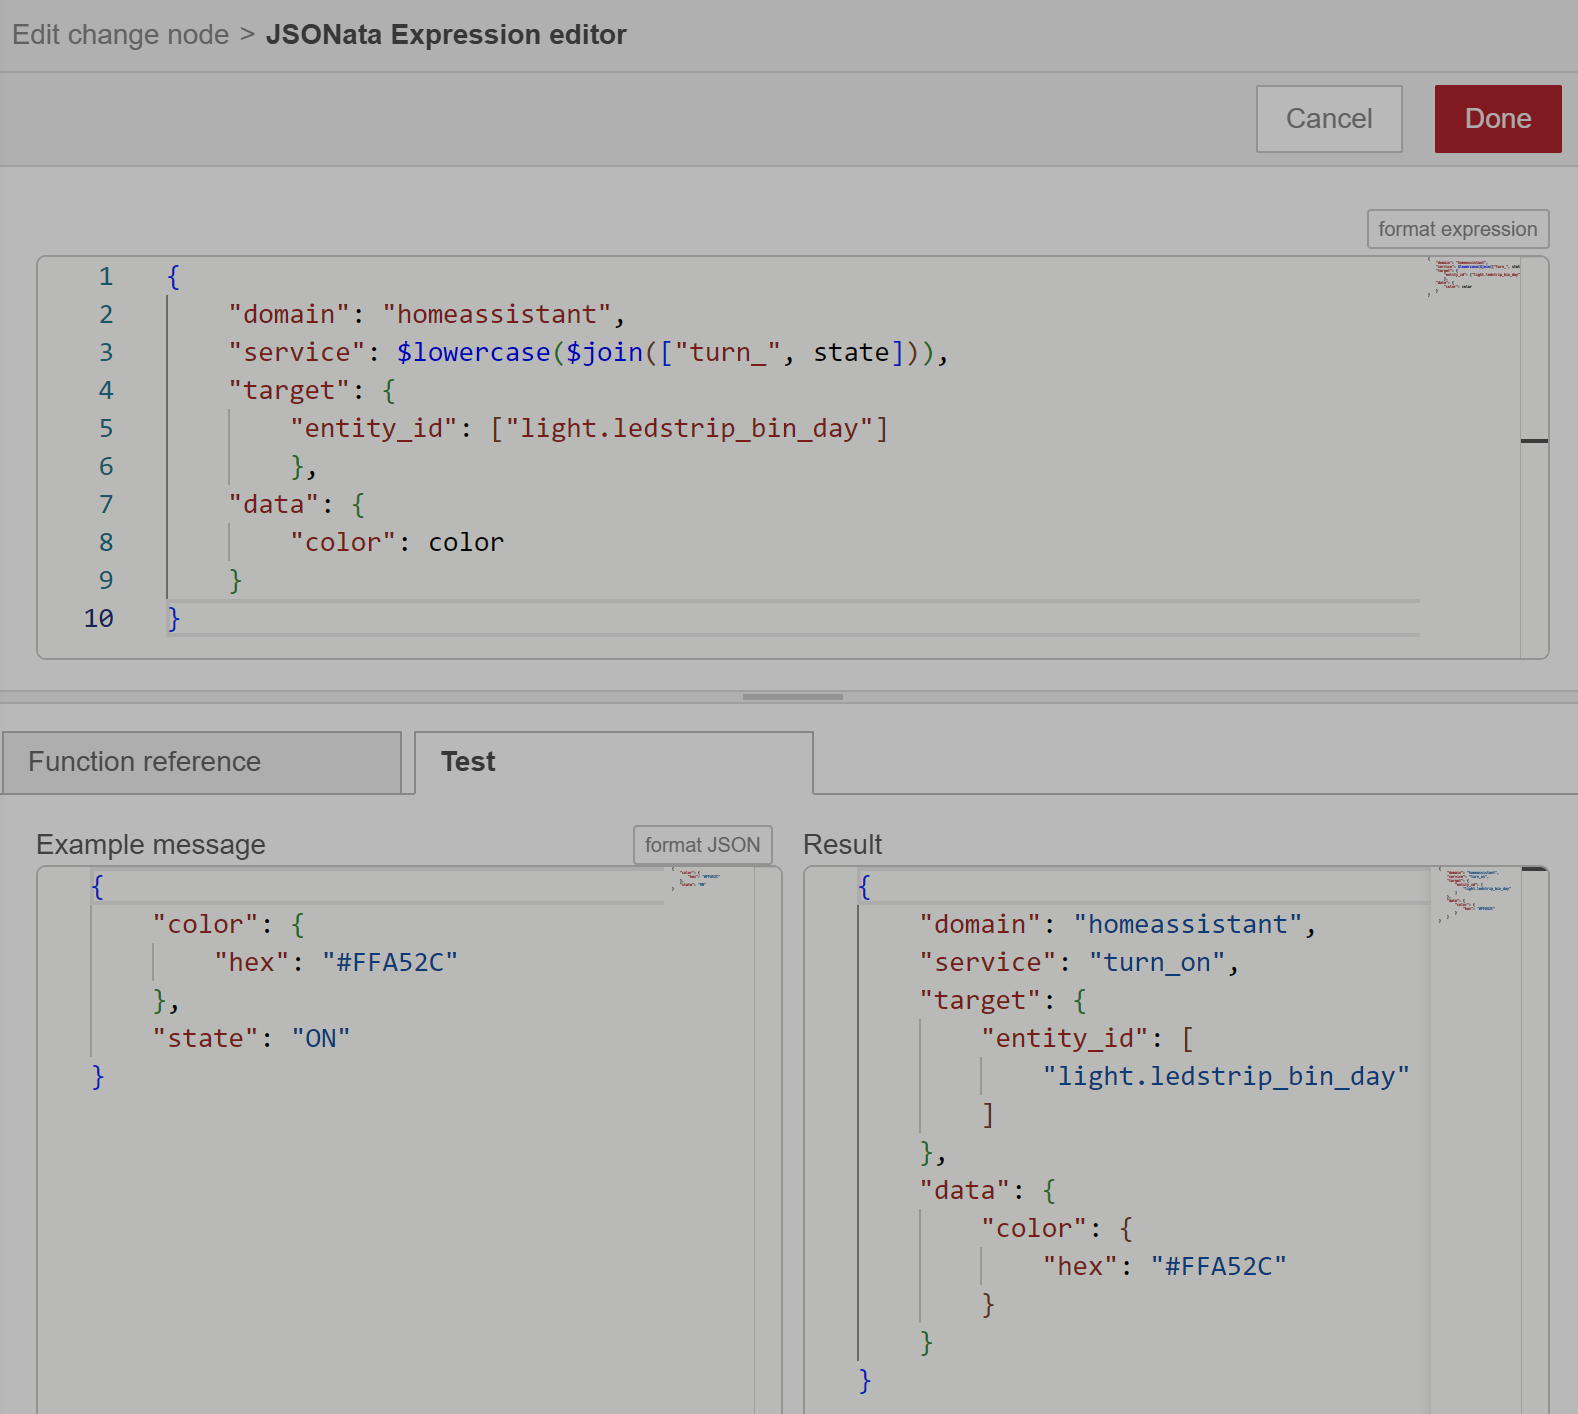 Edit change node > JSONata Expression editor
Cancel
Done
format expression
1 {
2 "domain": "homeassistant",
3 "service": $lowercase($join(["turn_", state])),
4 "target": {
5 "entity_id": ["light.ledstrip_bin_day"]
6 },
7 "data": {
8 "color": color
9 }
10 }
Function reference
Test
Example message
format JSON
{
"color": {
"hex": "#FFA52C"
},
"state": "ON"
}
Result
{
"domain": "homeassistant",
"service": "turn_on",
"target": {
"entity_id": [
"light.ledstrip_bin_day"
]
},
"data": {
"color": {
"hex": "#FFA52C"
}
}
}